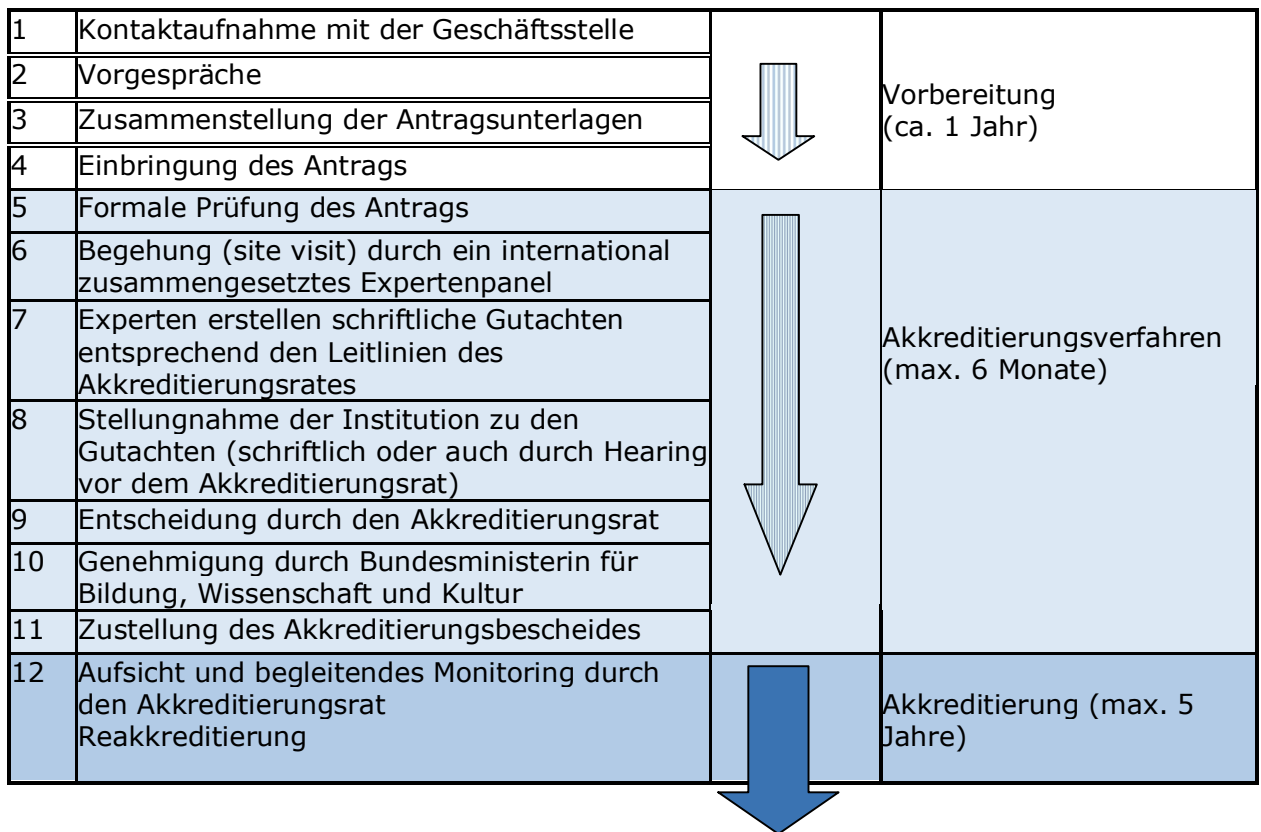 1 Kontaktaufnahme mit der Geschäftsstelle
2 Vorgespräche
3 Zusammenstellung der Antragsunterlagen
4 Einbringung des Antrags
Vorbereitung
(ca. 1 Jahr)
5 Formale Prüfung des Antrags
6 Begehung (site visit) durch ein international
zusammengesetztes Expertenpanel
7 Experten erstellen schriftliche Gutachten
entsprechend den Leitlinien des
Akkreditierungsrates
8 Stellungnahme der Institution zu den
Gutachten (schriftlich oder auch durch Hearing
vor dem Akkreditierungsrat)
9 Entscheidung durch den Akkreditierungsrat
10 Genehmigung durch Bundesministerin für
Bildung, Wissenschaft und Kultur
11 Zustellung des Akkreditierungsbescheides
Akkreditierungsverfahren
(max. 6 Monate)
12 Aufsicht und begleitendes Monitoring durch
den Akkreditierungsrat
Reakkreditierung
Akkreditierung (max. 5
Jahre)